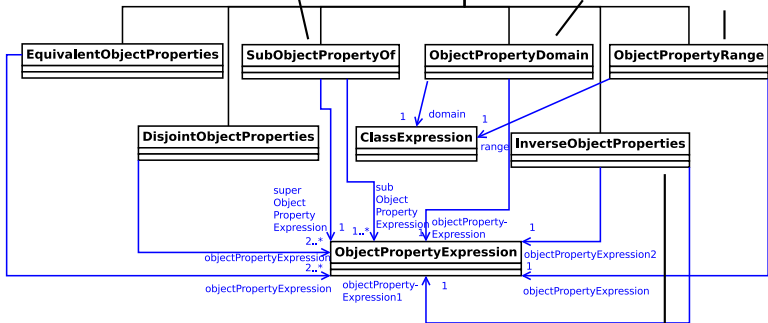 EquivalentObjectProperties
SubObjectPropertyOf
ObjectPropertyDomain
ObjectPropertyRange
1
domain
1
range
DisjointObjectProperties
ClassExpression
InverseObjectProperties
super
Object
Property
Expression
1
sub
Object
Property
Expression
1..*
1
objectProperty-
Expression
1
2..*
objectPropertyExpression
ObjectPropertyExpression
objectPropertyExpression2
2..*
objectPropertyExpression
objectProperty-
Expression1
1
1
objectPropertyExpression